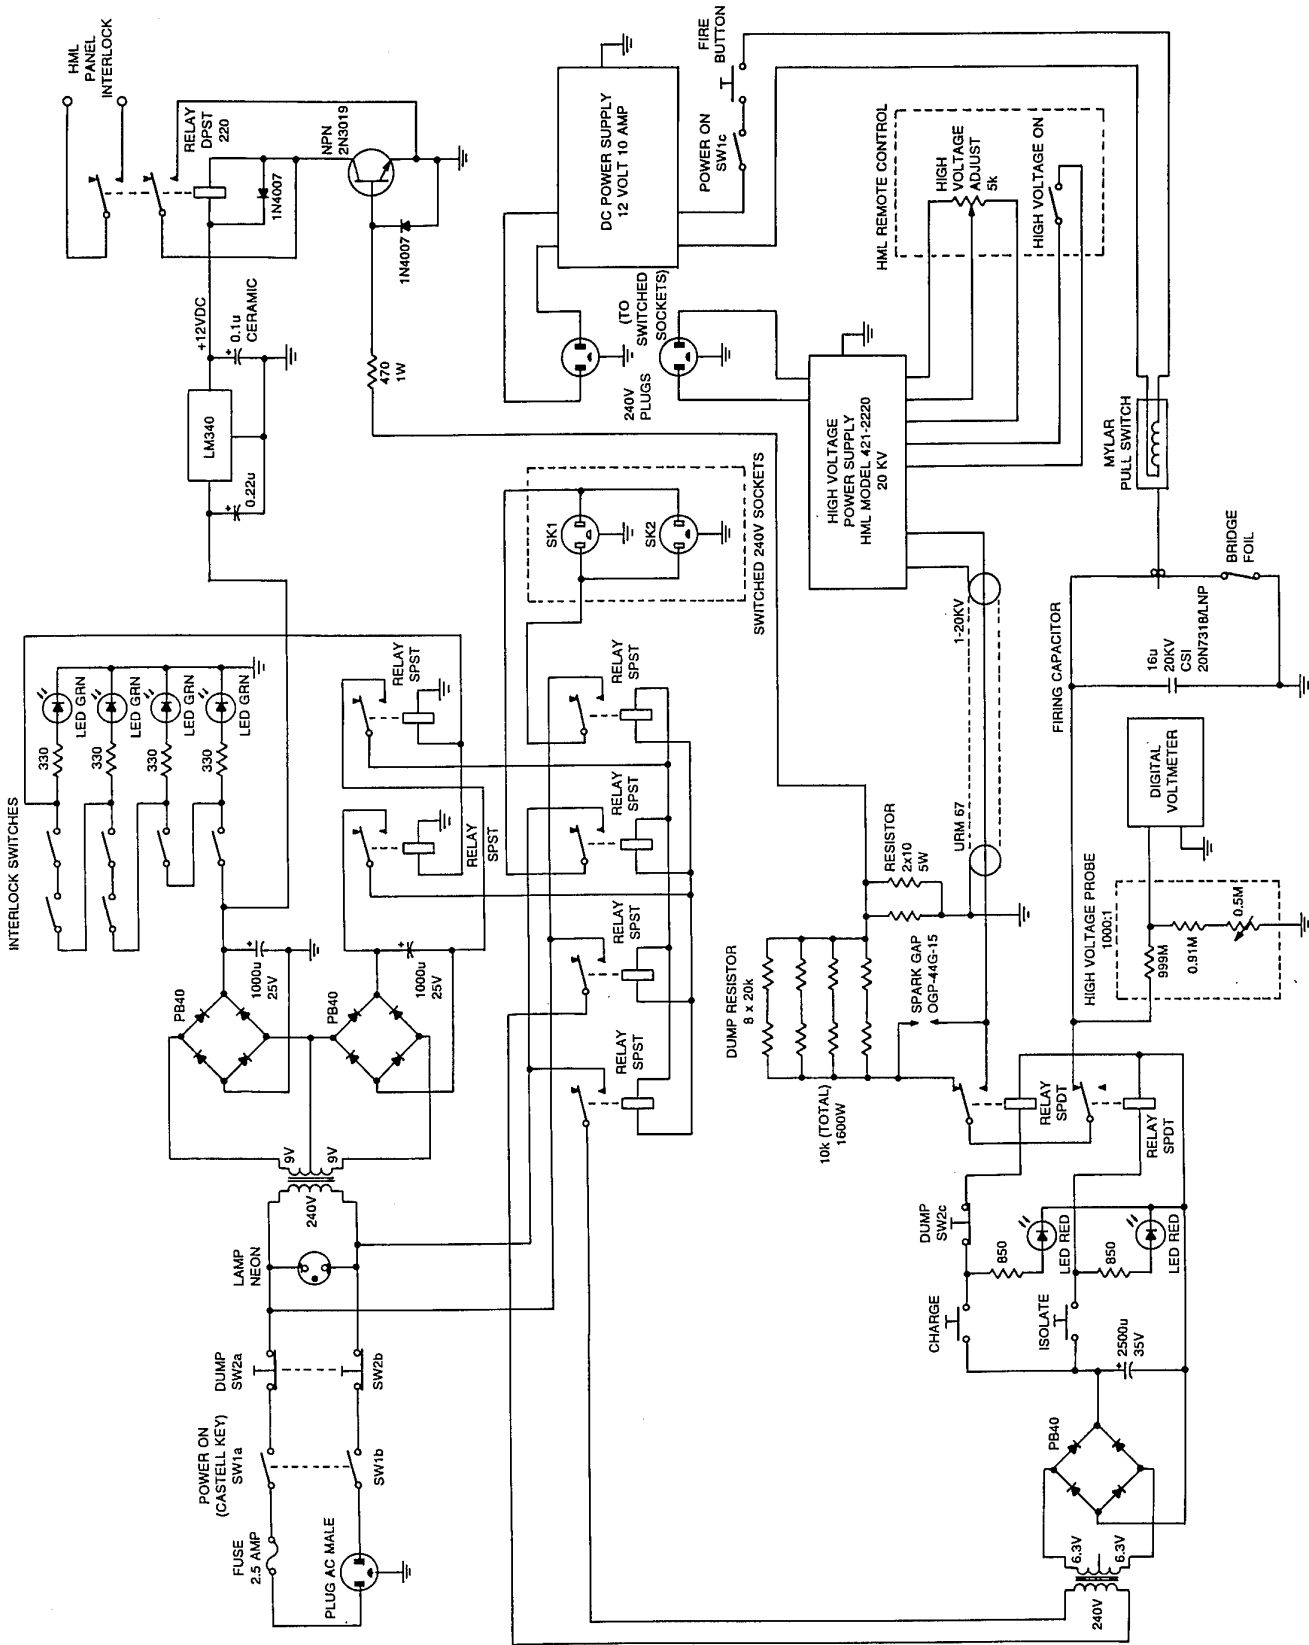 INTERLOCK SWITCHES
330
LED GRN
330
LED GRN
330
LED GRN
330
LED GRN
HML
PANEL
INTERLOCK
RELAY
DPST
220
1N4007
NPN
2N3019
1N4007
+12VDC
+ 0.1u
CERAMIC
LM340
+ 0.22u
470
1W
PB40
+
1000u
25V
PB40
+
1000u
25V
RELAY
SPST
RELAY
SPST
9V
9V
240V
LAMP
NEON
DUMP
SW2a
SW2b
POWER ON
(CASTELL KEY)
SW1a
SW1b
FUSE
2.5 AMP
PLUG AC MALE
RELAY
SPST
RELAY
SPST
RELAY
SPST
RELAY
SPST
SK1
SK2
SWITCHED 240V SOCKETS
240V
PLUGS
(TO
SWITCHED
SOCKETS)
DC POWER SUPPLY
12 VOLT 10 AMP
FIRE
BUTTON
POWER ON
SW1c
HML REMOTE CONTROL
HIGH
VOLTAGE
ADJUST
5k
HIGH VOLTAGE ON
HIGH VOLTAGE
POWER SUPPLY
HML MODEL 421-2220
20 KV
1-20KV
URM 67
RESISTOR
2x10
5W
DUMP RESISTOR
8 x 20k
10k (TOTAL)
1600W
SPARK GAP
OGP-44G-15
RELAY
SPDT
RELAY
SPDT
DUMP
SW2c
CHARGE
850
LED RED
ISOLATE
850
LED RED
+ 2500u
35V
PB40
6.3V
6.3V
240V
HIGH VOLTAGE PROBE
1000:1
999M
0.91M
0.5M
DIGITAL
VOLTMETER
FIRING CAPACITOR
16u
20KV
CSI
20N731B/LNP
BRIDGE
FOIL
MYLAR
PULL SWITCH